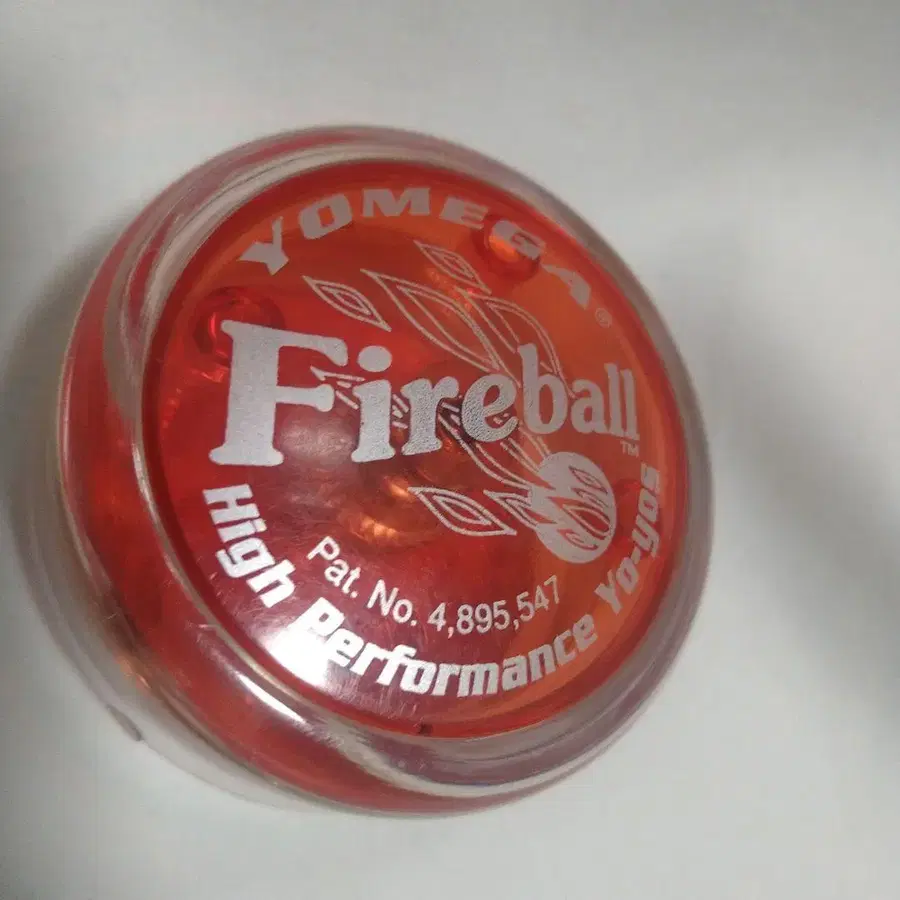 YOMEGA®
Fireball™
Pat. No. 4,895,547
High Performance Yo-yos